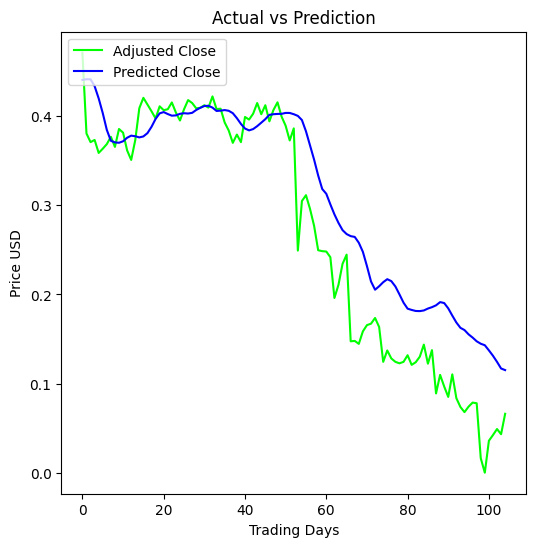 Actual vs Prediction
Adjusted Close
Predicted Close
0.4
0.3
0.2
0.1
0.0
Price USD
0 20 40 60 80 100
Trading Days